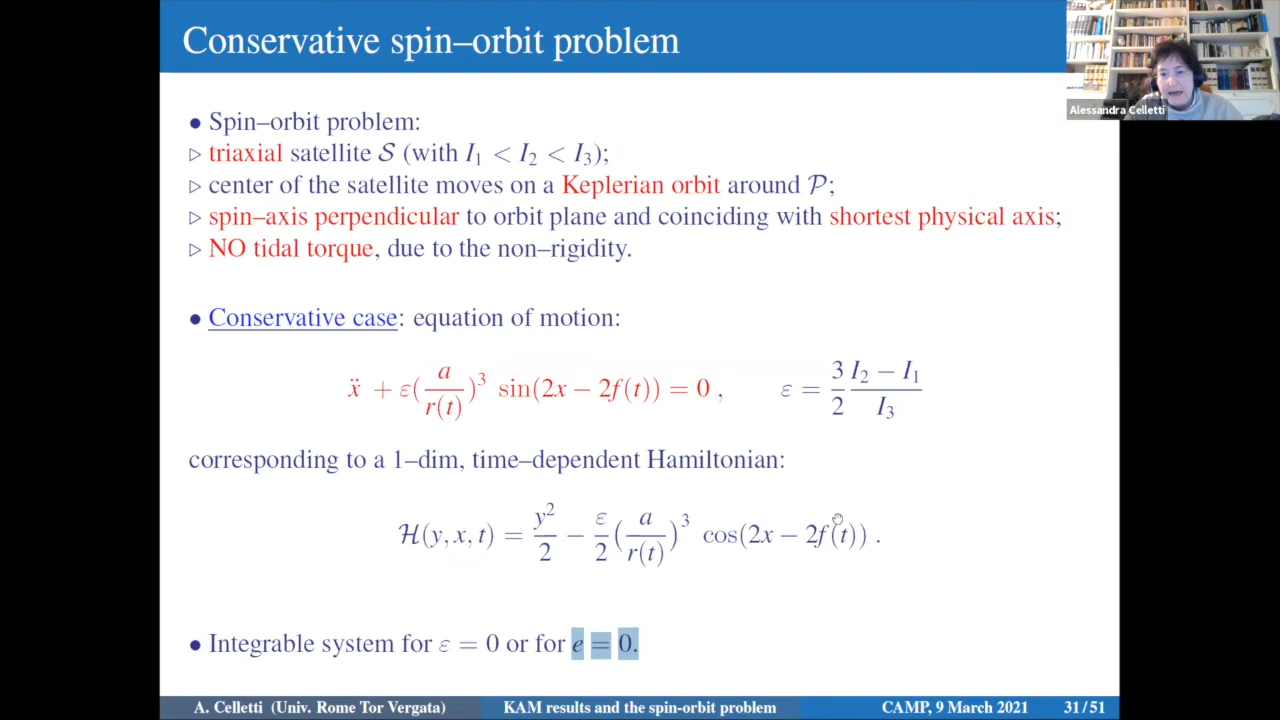 Conservative spin–orbit problem
Alessandra Celletti
• Spin–orbit problem:
▷ triaxial satellite 𝒮 (with I₁ < I₂ < I₃);
▷ center of the satellite moves on a Keplerian orbit around 𝒫;
▷ spin–axis perpendicular to orbit plane and coinciding with shortest physical axis;
▷ NO tidal torque, due to the non–rigidity.
• Conservative case: equation of motion:
ẍ + ε(a/r(t))³ sin(2x − 2f(t)) = 0 , ε = 3/2 (I₂ − I₁)/I₃
corresponding to a 1–dim, time–dependent Hamiltonian:
ℋ(y, x, t) = y²/2 − ε/2 (a/r(t))³ cos(2x − 2f(t)) .
• Integrable system for ε = 0 or for e = 0.
A. Celletti (Univ. Rome Tor Vergata) KAM results and the spin-orbit problem CAMP, 9 March 2021 31 / 51